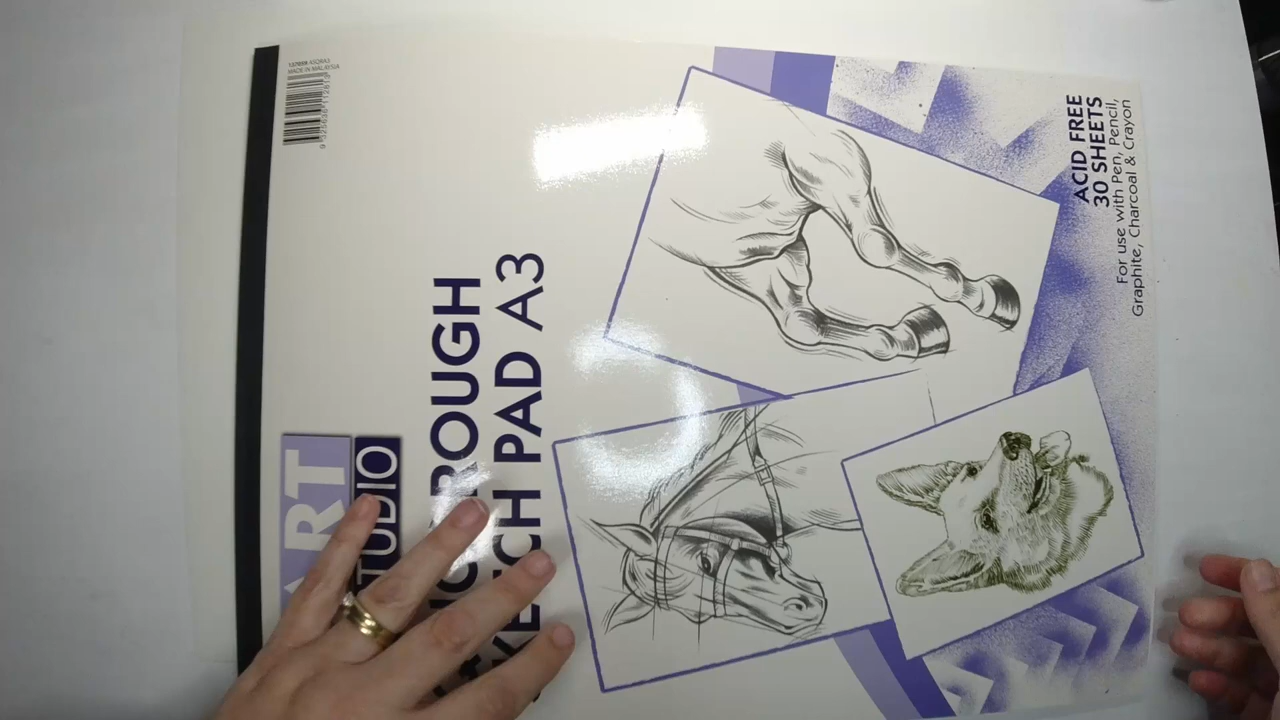 ART
STUDIO
ROUGH
PAD A3
ACID FREE
30 SHEETS
For use with Pen, Pencil,
Graphite, Charcoal & Crayon
MADE IN MALAYSIA